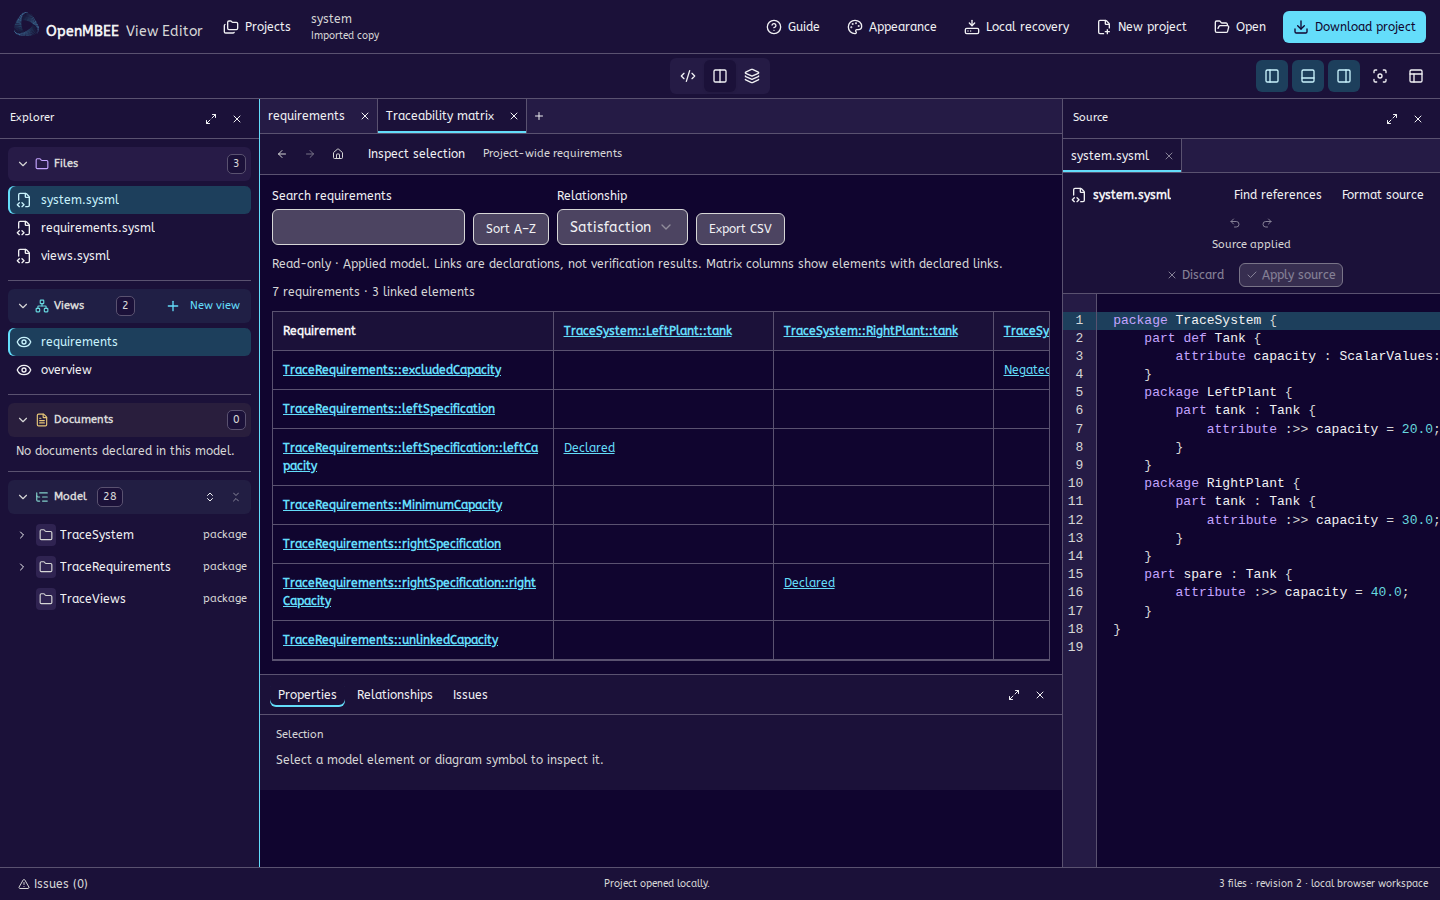 OpenMBEE View Editor
Projects
system
Imported copy
Guide
Appearance
Local recovery
New project
Open
Download project
Explorer
Files
3
system.sysml
requirements.sysml
views.sysml
Views
2
New view
requirements
overview
Documents
0
No documents declared in this model.
Model
28
TraceSystem
package
TraceRequirements
package
TraceViews
package
requirements
Traceability matrix
Inspect selection
Project-wide requirements
Search requirements
Relationship
Sort A–Z
Satisfaction
Export CSV
Read-only · Applied model. Links are declarations, not verification results. Matrix columns show elements with declared links.
7 requirements · 3 linked elements
Requirement
TraceSystem::LeftPlant::tank
TraceSystem::RightPlant::tank
TraceSy
TraceRequirements::excludedCapacity
Negated
TraceRequirements::leftSpecification
TraceRequirements::leftSpecification::leftCa
pacity
Declared
TraceRequirements::MinimumCapacity
TraceRequirements::rightSpecification
TraceRequirements::rightSpecification::right
Capacity
Declared
TraceRequirements::unlinkedCapacity
Properties
Relationships
Issues
Selection
Select a model element or diagram symbol to inspect it.
Source
system.sysml
system.sysml
Find references
Format source
Source applied
Discard
Apply source
1 package TraceSystem {
2 part def Tank {
3 attribute capacity : ScalarValues:
4 }
5 package LeftPlant {
6 part tank : Tank {
7 attribute :>> capacity = 20.0;
8 }
9 }
10 package RightPlant {
11 part tank : Tank {
12 attribute :>> capacity = 30.0;
13 }
14 }
15 part spare : Tank {
16 attribute :>> capacity = 40.0;
17 }
18 }
19
Issues (0)
Project opened locally.
3 files · revision 2 · local browser workspace